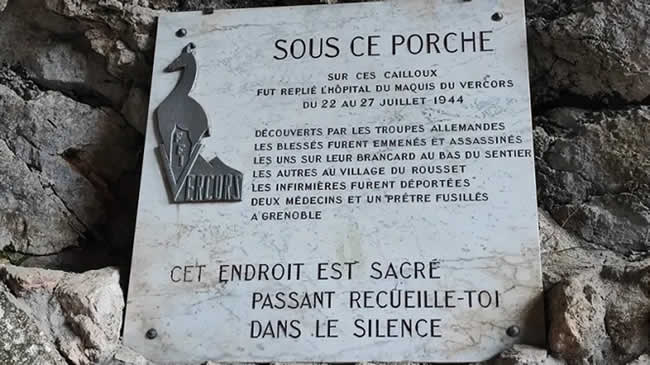 SOUS CE PORCHE
SUR CES CAILLOUX
FUT REPLIÉ L'HÔPITAL DU MAQUIS DU VERCORS
DU 22 AU 27 JUILLET 1944
DÉCOUVERTS PAR LES TROUPES ALLEMANDES
LES BLESSÉS FURENT EMMENÉS ET ASSASSINÉS
LES UNS SUR LEUR BRANCARD AU BAS DU SENTIER
LES AUTRES AU VILLAGE DU ROUSSET
LES INFIRMIÈRES FURENT DÉPORTÉES
DEUX MÉDECINS ET UN PRÊTRE FUSILLÉS
A GRENOBLE
VERCORS
CET ENDROIT EST SACRÉ
PASSANT RECUEILLE-TOI
DANS LE SILENCE